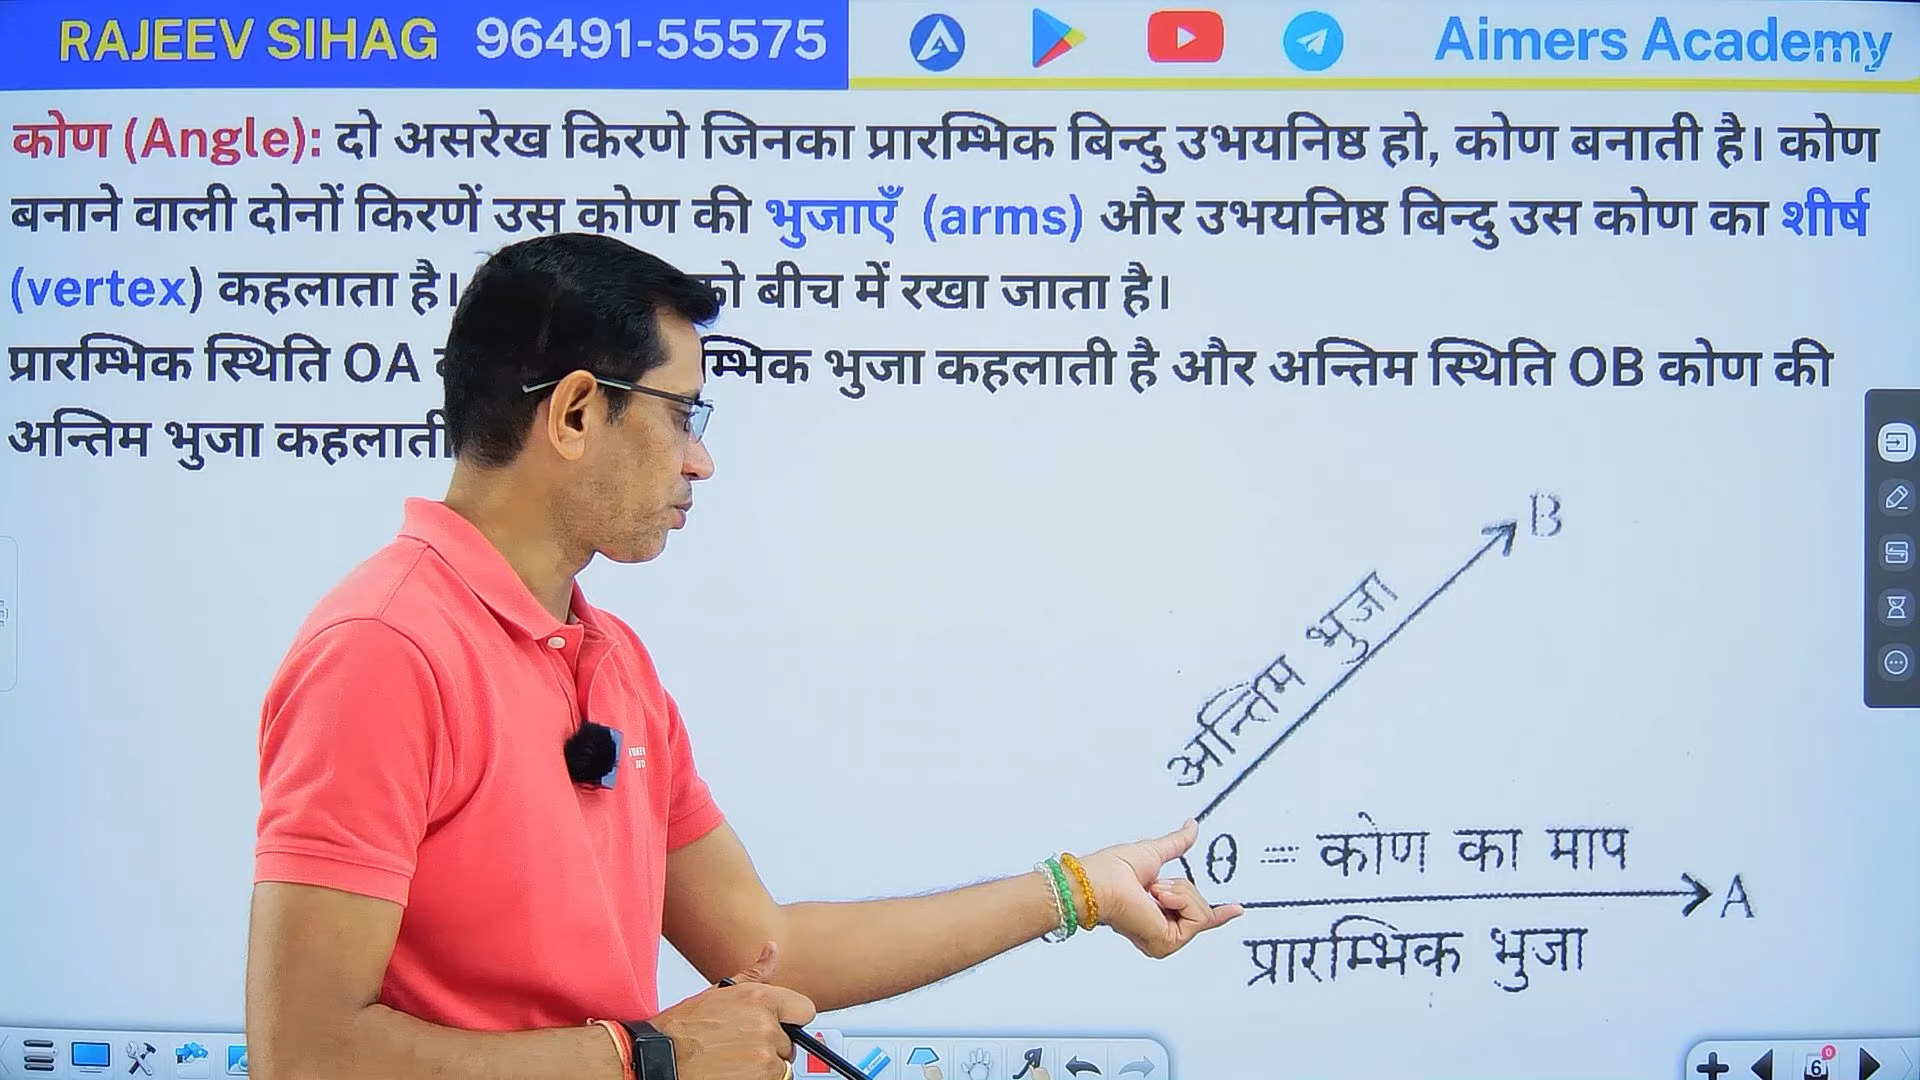 RAJEEV SIHAG 96491-55575
Aimers Academy
कोण (Angle): दो असरेख किरणे जिनका प्रारम्भिक बिन्दु उभयनिष्ठ हो, कोण बनाती है। कोण
बनाने वाली दोनों किरणें उस कोण की भुजाएँ (arms) और उभयनिष्ठ बिन्दु उस कोण का शीर्ष
(vertex) कहलाता है। को बीच में रखा जाता है।
प्रारम्भिक स्थिति OA म्भिक भुजा कहलाती है और अन्तिम स्थिति OB कोण की
अन्तिम भुजा कहलाती
B
अन्तिम भुजा
θ = कोण का माप
A
प्रारम्भिक भुजा
6